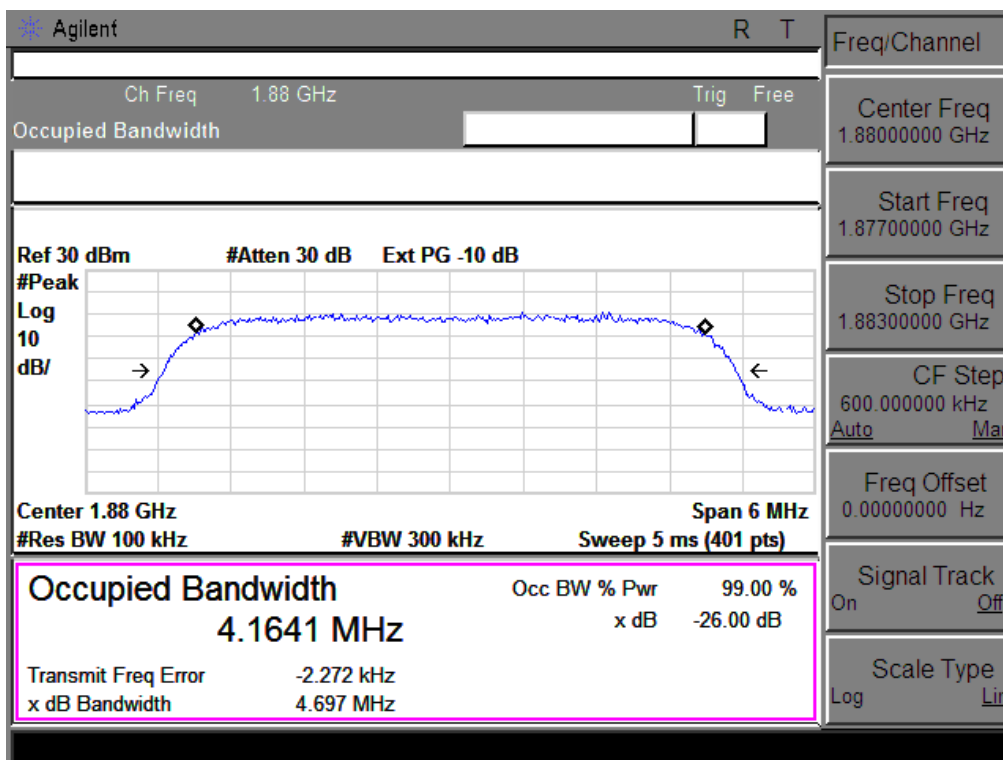 Agilent R T
Ch Freq 1.88 GHz Trig Free
Occupied Bandwidth
Ref 30 dBm #Atten 30 dB Ext PG -10 dB
#Peak
Log
10
dB/
Center 1.88 GHz Span 6 MHz
#Res BW 100 kHz #VBW 300 kHz Sweep 5 ms (401 pts)
Occupied Bandwidth Occ BW % Pwr 99.00 %
4.1641 MHz x dB -26.00 dB
Transmit Freq Error -2.272 kHz
x dB Bandwidth 4.697 MHz
Freq/Channel
Center Freq
1.88000000 GHz
Start Freq
1.87700000 GHz
Stop Freq
1.88300000 GHz
CF Step
600.000000 kHz
Auto Ma
Freq Offset
0.00000000 Hz
Signal Track
On Off
Scale Type
Log Lin